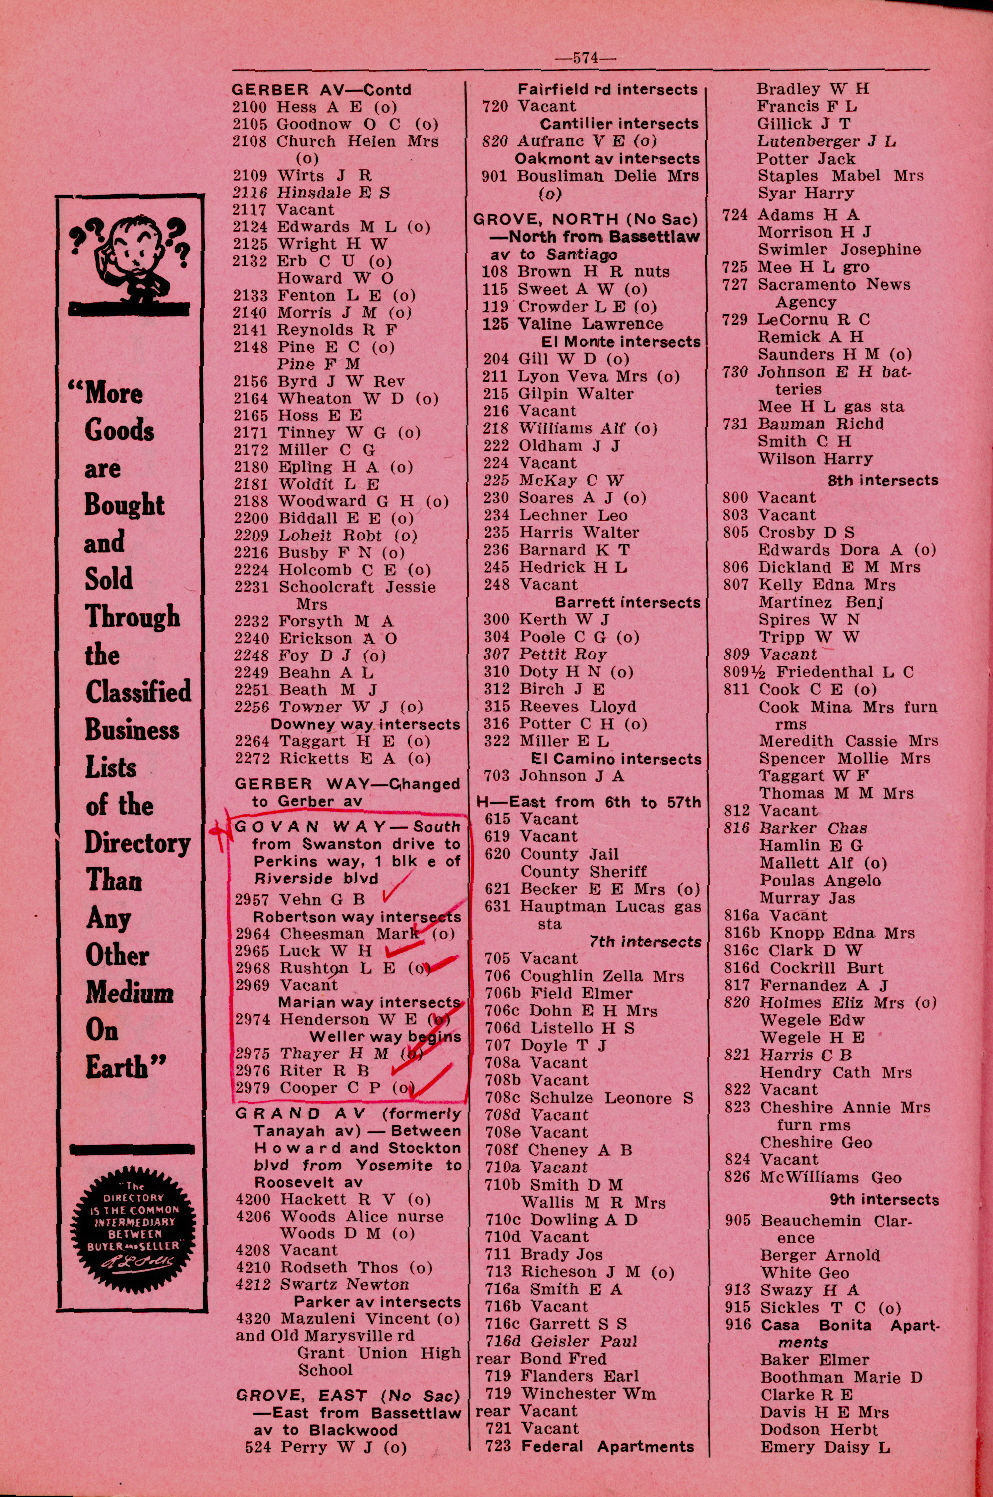 —574—
"More
Goods
are
Bought
and
Sold
Through
the
Classified
Business
Lists
of the
Directory
Than
Any
Other
Medium
On
Earth"
"The
DIRECTORY
IS THE COMMON
INTERMEDIARY
BETWEEN
BUYER AND SELLER"
R.L. Polk
GERBER AV—Contd
2100 Hess A E (o)
2105 Goodnow O C (o)
2108 Church Helen Mrs
(o)
2109 Wirts J R
2116 Hinsdale E S
2117 Vacant
2124 Edwards M L (o)
2125 Wright H W
2132 Erb C U (o)
Howard W O
2133 Fenton L E (o)
2140 Morris J M (o)
2141 Reynolds R F
2148 Pine E C (o)
Pine F M
2156 Byrd J W Rev
2164 Wheaton W D (o)
2165 Hoss E E
2171 Tinney W G (o)
2172 Miller C G
2180 Epling H A (o)
2181 Woldit L E
2188 Woodward G H (o)
2200 Biddall E E (o)
2209 Loheit Robt (o)
2216 Busby F N (o)
2224 Holcomb C E (o)
2231 Schoolcraft Jessie
Mrs
2232 Forsyth M A
2240 Erickson A O
2248 Foy D J (o)
2249 Beahn A L
2251 Beath M J
2256 Towner W J (o)
Downey way intersects
2264 Taggart H E (o)
2272 Ricketts E A (o)
GERBER WAY—Changed
to Gerber av
GOVAN WAY—South
from Swanston drive to
Perkins way, 1 blk e of
Riverside blvd
2957 Vehn G B
Robertson way intersects
2964 Cheesman Mark (o)
2965 Luck W H
2968 Rushton L E (o)
2969 Vacant
Marian way intersects
2974 Henderson W E (o)
Weller way begins
2975 Thayer H M (o)
2976 Riter R B
2979 Cooper C P (o)
GRAND AV (formerly
Tanayah av) — Between
Howard and Stockton
blvd from Yosemite to
Roosevelt av
4200 Hackett R V (o)
4206 Woods Alice nurse
Woods D M (o)
4208 Vacant
4210 Rodseth Thos (o)
4212 Swartz Newton
Parker av intersects
4320 Mazuleni Vincent (o)
and Old Marysville rd
Grant Union High
School
GROVE, EAST (No Sac)
—East from Bassettlaw
av to Blackwood
524 Perry W J (o)
Fairfield rd intersects
720 Vacant
Cantilier intersects
820 Aufranc V E (o)
Oakmont av intersects
901 Bousliman Delie Mrs
(o)
GROVE, NORTH (No Sac)
—North from Bassettlaw
av to Santiago
108 Brown H R nuts
115 Sweet A W (o)
119 Crowder L E (o)
125 Valine Lawrence
El Monte intersects
204 Gill W D (o)
211 Lyon Veva Mrs (o)
215 Gilpin Walter
216 Vacant
218 Williams Alf (o)
222 Oldham J J
224 Vacant
225 McKay C W
230 Soares A J (o)
234 Lechner Leo
235 Harris Walter
236 Barnard K T
245 Hedrick H L
248 Vacant
Barrett intersects
300 Kerth W J
304 Poole C G (o)
307 Pettit Roy
310 Doty H N (o)
312 Birch J E
315 Reeves Lloyd
316 Potter C H (o)
322 Miller E L
El Camino intersects
703 Johnson J A
H—East from 6th to 57th
615 Vacant
619 Vacant
620 County Jail
County Sheriff
621 Becker E E Mrs (o)
631 Hauptman Lucas gas
sta
7th intersects
705 Vacant
706 Coughlin Zella Mrs
706b Field Elmer
706c Dohn E H Mrs
706d Listello H S
707 Doyle T J
708a Vacant
708b Vacant
708c Schulze Leonore S
708d Vacant
708e Vacant
708f Cheney A B
710a Vacant
710b Smith D M
Wallis M R Mrs
710c Dowling A D
710d Vacant
711 Brady Jos
713 Richeson J M (o)
716a Smith E A
716b Vacant
716c Garrett S S
716d Geisler Paul
rear Bond Fred
719 Flanders Earl
719 Winchester Wm
rear Vacant
721 Vacant
723 Federal Apartments
Bradley W H
Francis F L
Gillick J T
Lutenberger J L
Potter Jack
Staples Mabel Mrs
Syar Harry
724 Adams H A
Morrison H J
Swimler Josephine
725 Mee H L gro
727 Sacramento News
Agency
729 LeCornu R C
Remick A H
Saunders H M (o)
730 Johnson E H bat-
teries
Mee H L gas sta
731 Bauman Richd
Smith C H
Wilson Harry
8th intersects
800 Vacant
803 Vacant
805 Crosby D S
Edwards Dora A (o)
806 Dickland E M Mrs
807 Kelly Edna Mrs
Martinez Benj
Spires W N
Tripp W W
809 Vacant
809½ Friedenthal L C
811 Cook C E (o)
Cook Mina Mrs furn
rms
Meredith Cassie Mrs
Spencer Mollie Mrs
Taggart W F
Thomas M M Mrs
812 Vacant
816 Barker Chas
Hamlin E G
Mallett Alf (o)
Poulas Angelo
Murray Jas
816a Vacant
816b Knopp Edna Mrs
816c Clark D W
816d Cockrill Burt
817 Fernandez A J
820 Holmes Eliz Mrs (o)
Wegele Edw
Wegele H E
821 Harris C B
Hendry Cath Mrs
822 Vacant
823 Cheshire Annie Mrs
furn rms
Cheshire Geo
824 Vacant
826 McWilliams Geo
9th intersects
905 Beauchemin Clar-
ence
Berger Arnold
White Geo
913 Swazy H A
915 Sickles T C (o)
916 Casa Bonita Apart-
ments
Baker Elmer
Boothman Marie D
Clarke R E
Davis H E Mrs
Dodson Herbt
Emery Daisy L